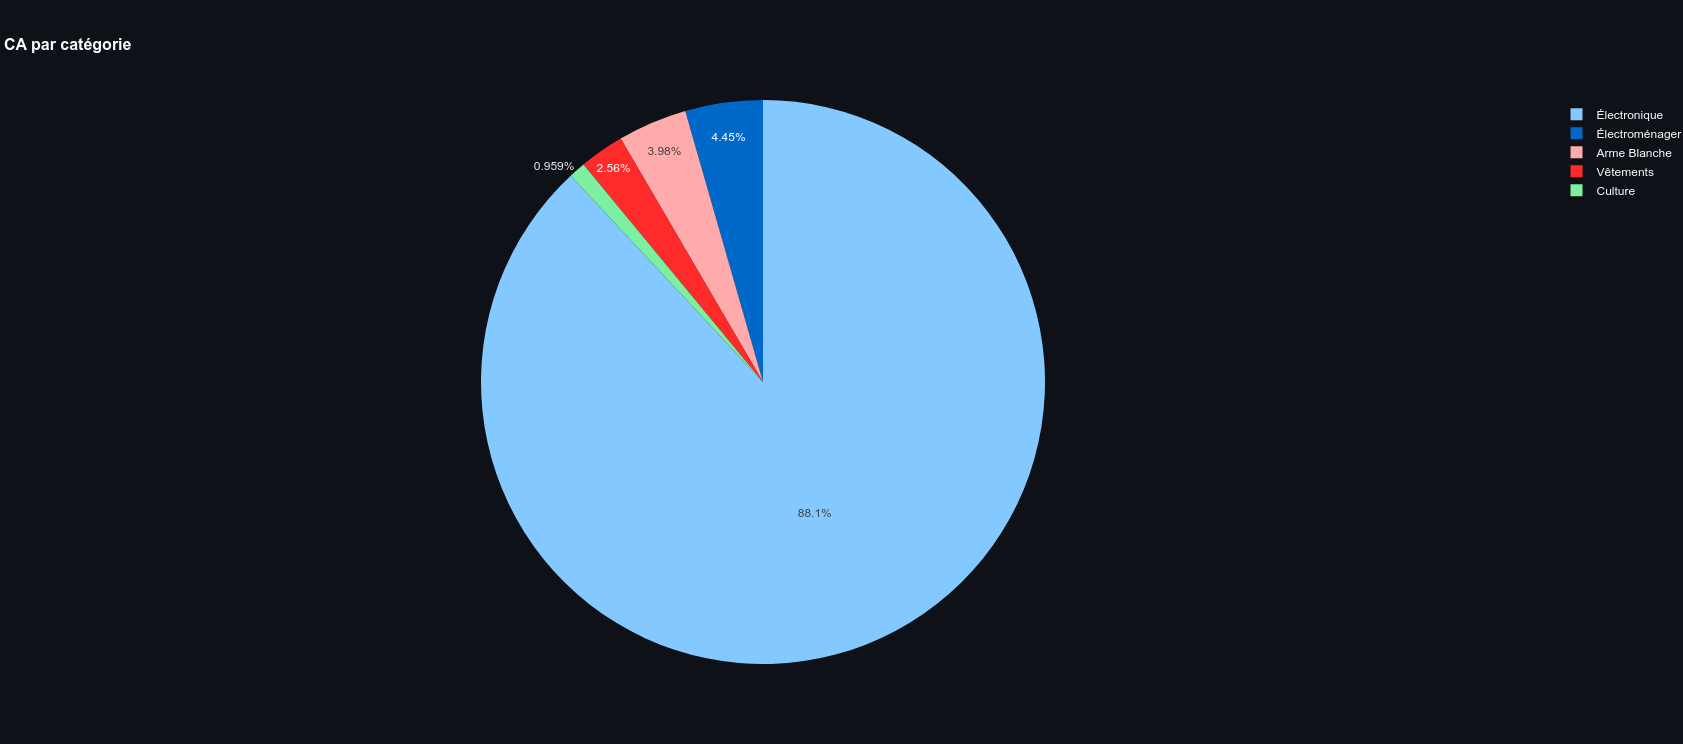 CA par catégorie
Électronique
Électroménager
Arme Blanche
Vêtements
Culture
4.45%
3.98%
0.959%
2.56%
88.1%